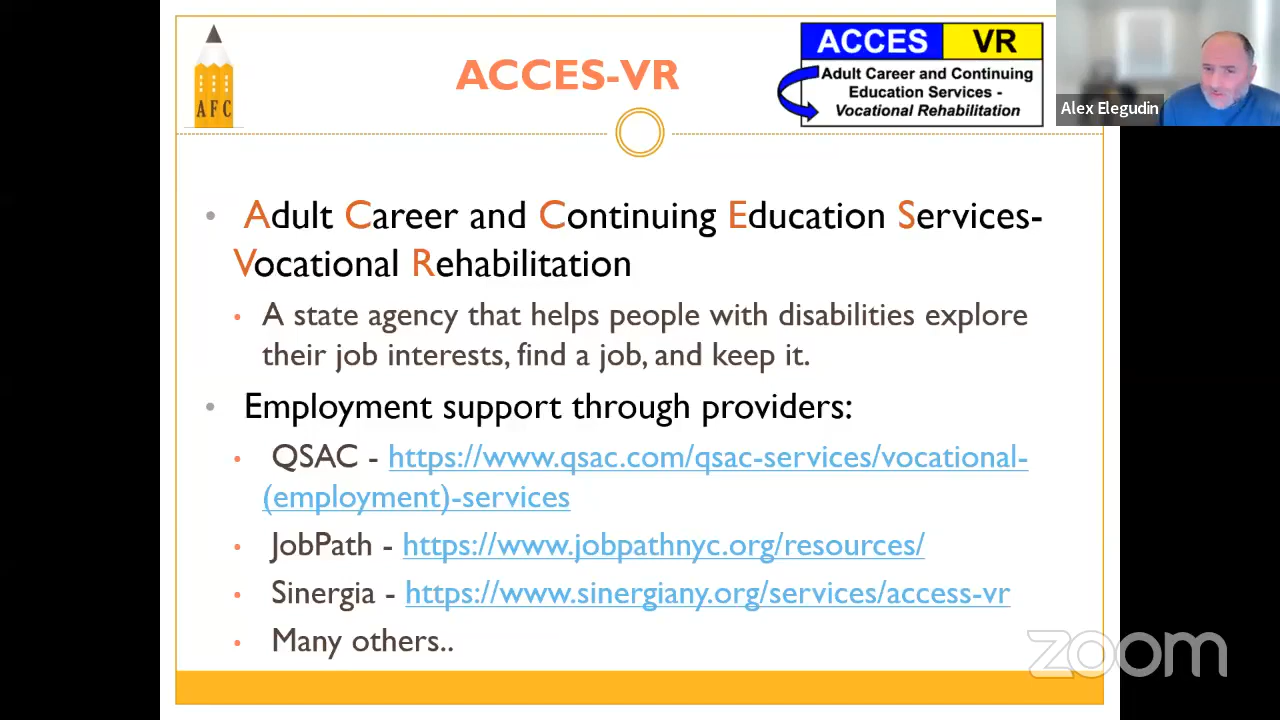 AFC
ACCES-VR
ACCES VR
Adult Career and Continuing
Education Services -
Vocational Rehabilitation
Alex Elegudin
Adult Career and Continuing Education Services-
Vocational Rehabilitation
A state agency that helps people with disabilities explore
their job interests, find a job, and keep it.
Employment support through providers:
QSAC - https://www.qsac.com/qsac-services/vocational-
(employment)-services
JobPath - https://www.jobpathnyc.org/resources/
Sinergia - https://www.sinergiany.org/services/access-vr
Many others..
zoom